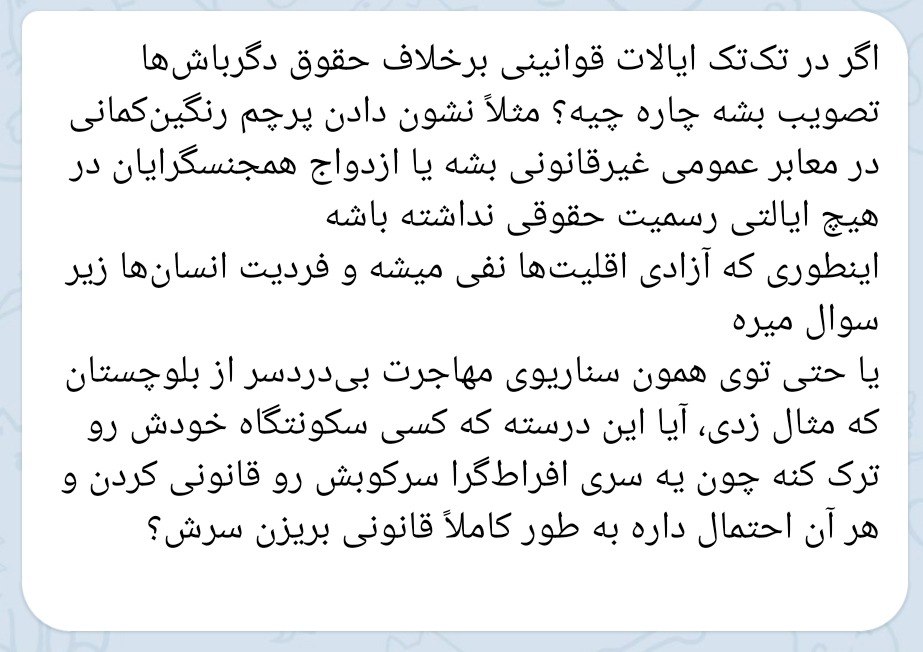 اگر در تک‌تک ایالات قوانینی برخلاف حقوق دگرباش‌ها
تصویب بشه چاره چیه؟ مثلاً نشون دادن پرچم رنگین‌کمانی
در معابر عمومی غیرقانونی بشه یا ازدواج همجنسگرایان در
هیچ ایالتی رسمیت حقوقی نداشته باشه
اینطوری که آزادی اقلیت‌ها نفی میشه و فردیت انسان‌ها زیر
سوال میره
یا حتی توی همون سناریوی مهاجرت بی‌دردسر از بلوچستان
که مثال زدی، آیا این درسته که کسی سکونتگاه خودش رو
ترک کنه چون یه سری افراط‌گرا سرکوبش رو قانونی کردن و
هر آن احتمال داره به طور کاملاً قانونی بریزن سرش؟